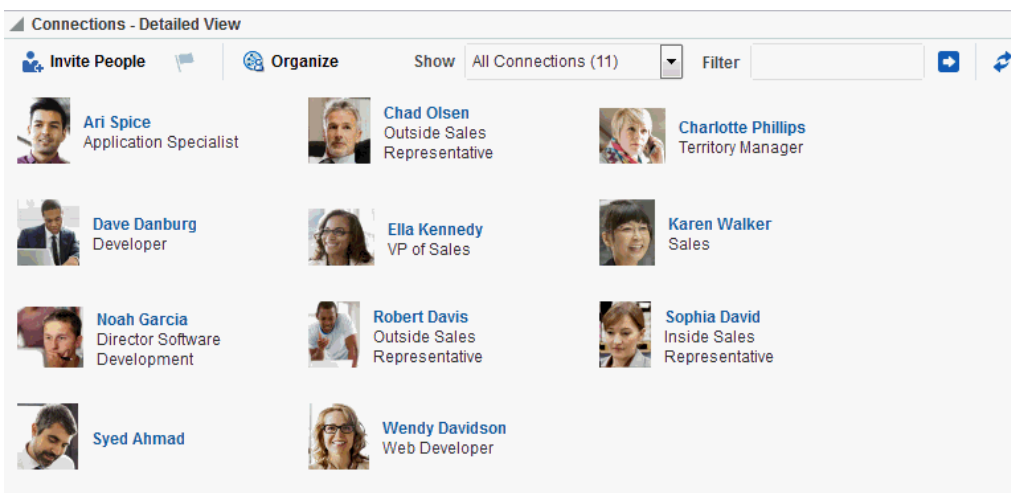 Connections - Detailed View
Invite People Organize Show All Connections (11) Filter
Ari Spice
Application Specialist
Chad Olsen
Outside Sales
Representative
Charlotte Phillips
Territory Manager
Dave Danburg
Developer
Ella Kennedy
VP of Sales
Karen Walker
Sales
Noah Garcia
Director Software
Development
Robert Davis
Outside Sales
Representative
Sophia David
Inside Sales
Representative
Syed Ahmad
Wendy Davidson
Web Developer